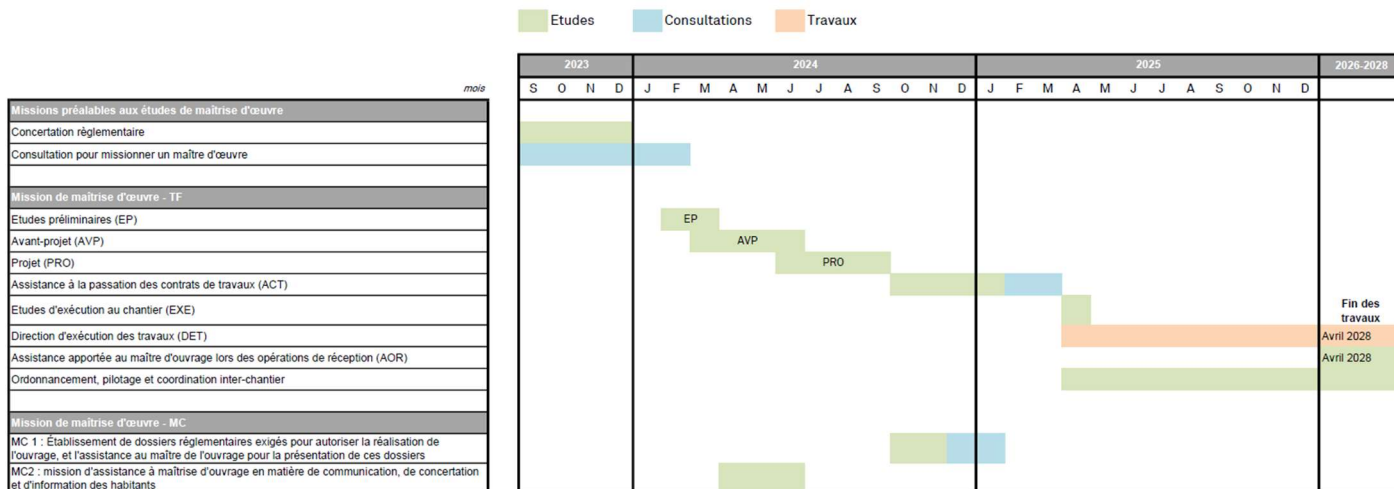 Etudes Consultations Travaux
2023 2024 2025 2026-2028
mois S O N D J F M A M J J A S O N D J F M A M J J A S O N D
Missions préalables aux études de maîtrise d'œuvre
Concertation règlementaire
Consultation pour missionner un maître d'œuvre
Mission de maîtrise d'œuvre - TF
Etudes préliminaires (EP) EP
Avant-projet (AVP) AVP
Projet (PRO) PRO
Assistance à la passation des contrats de travaux (ACT)
Etudes d'exécution au chantier (EXE)
Fin des
travaux
Direction d'exécution des travaux (DET) Avril 2028
Assistance apportée au maître d'ouvrage lors des opérations de réception (AOR) Avril 2028
Ordonnancement, pilotage et coordination inter-chantier
Mission de maîtrise d'œuvre - MC
MC 1 : Établissement de dossiers réglementaires exigés pour autoriser la réalisation de
l'ouvrage, et l'assistance au maître de l'ouvrage pour la présentation de ces dossiers
MC2 : mission d'assistance à maîtrise d'ouvrage en matière de communication, de concertation
et d'information des habitants